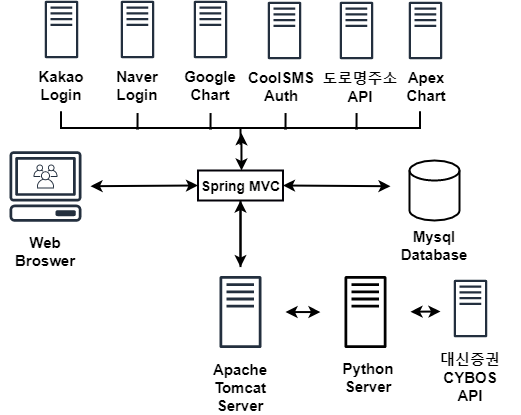 Kakao
Login
Naver
Login
Google
Chart
CoolSMS
Auth
도로명주소
API
Apex
Chart
Spring MVC
Web
Broswer
Mysql
Database
Apache
Tomcat
Server
Python
Server
대신증권
CYBOS
API